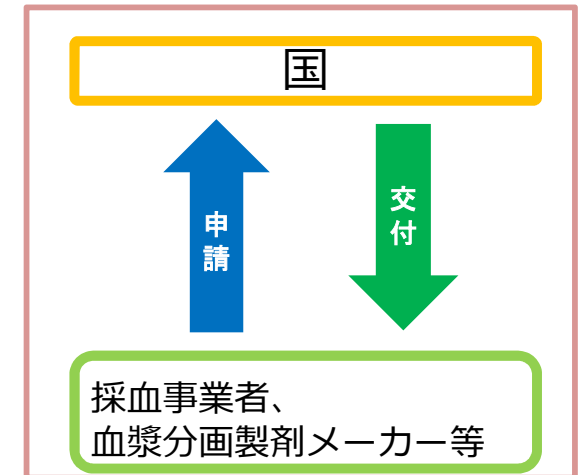 国
申請
交付
採血事業者、
血漿分画製剤メーカー等